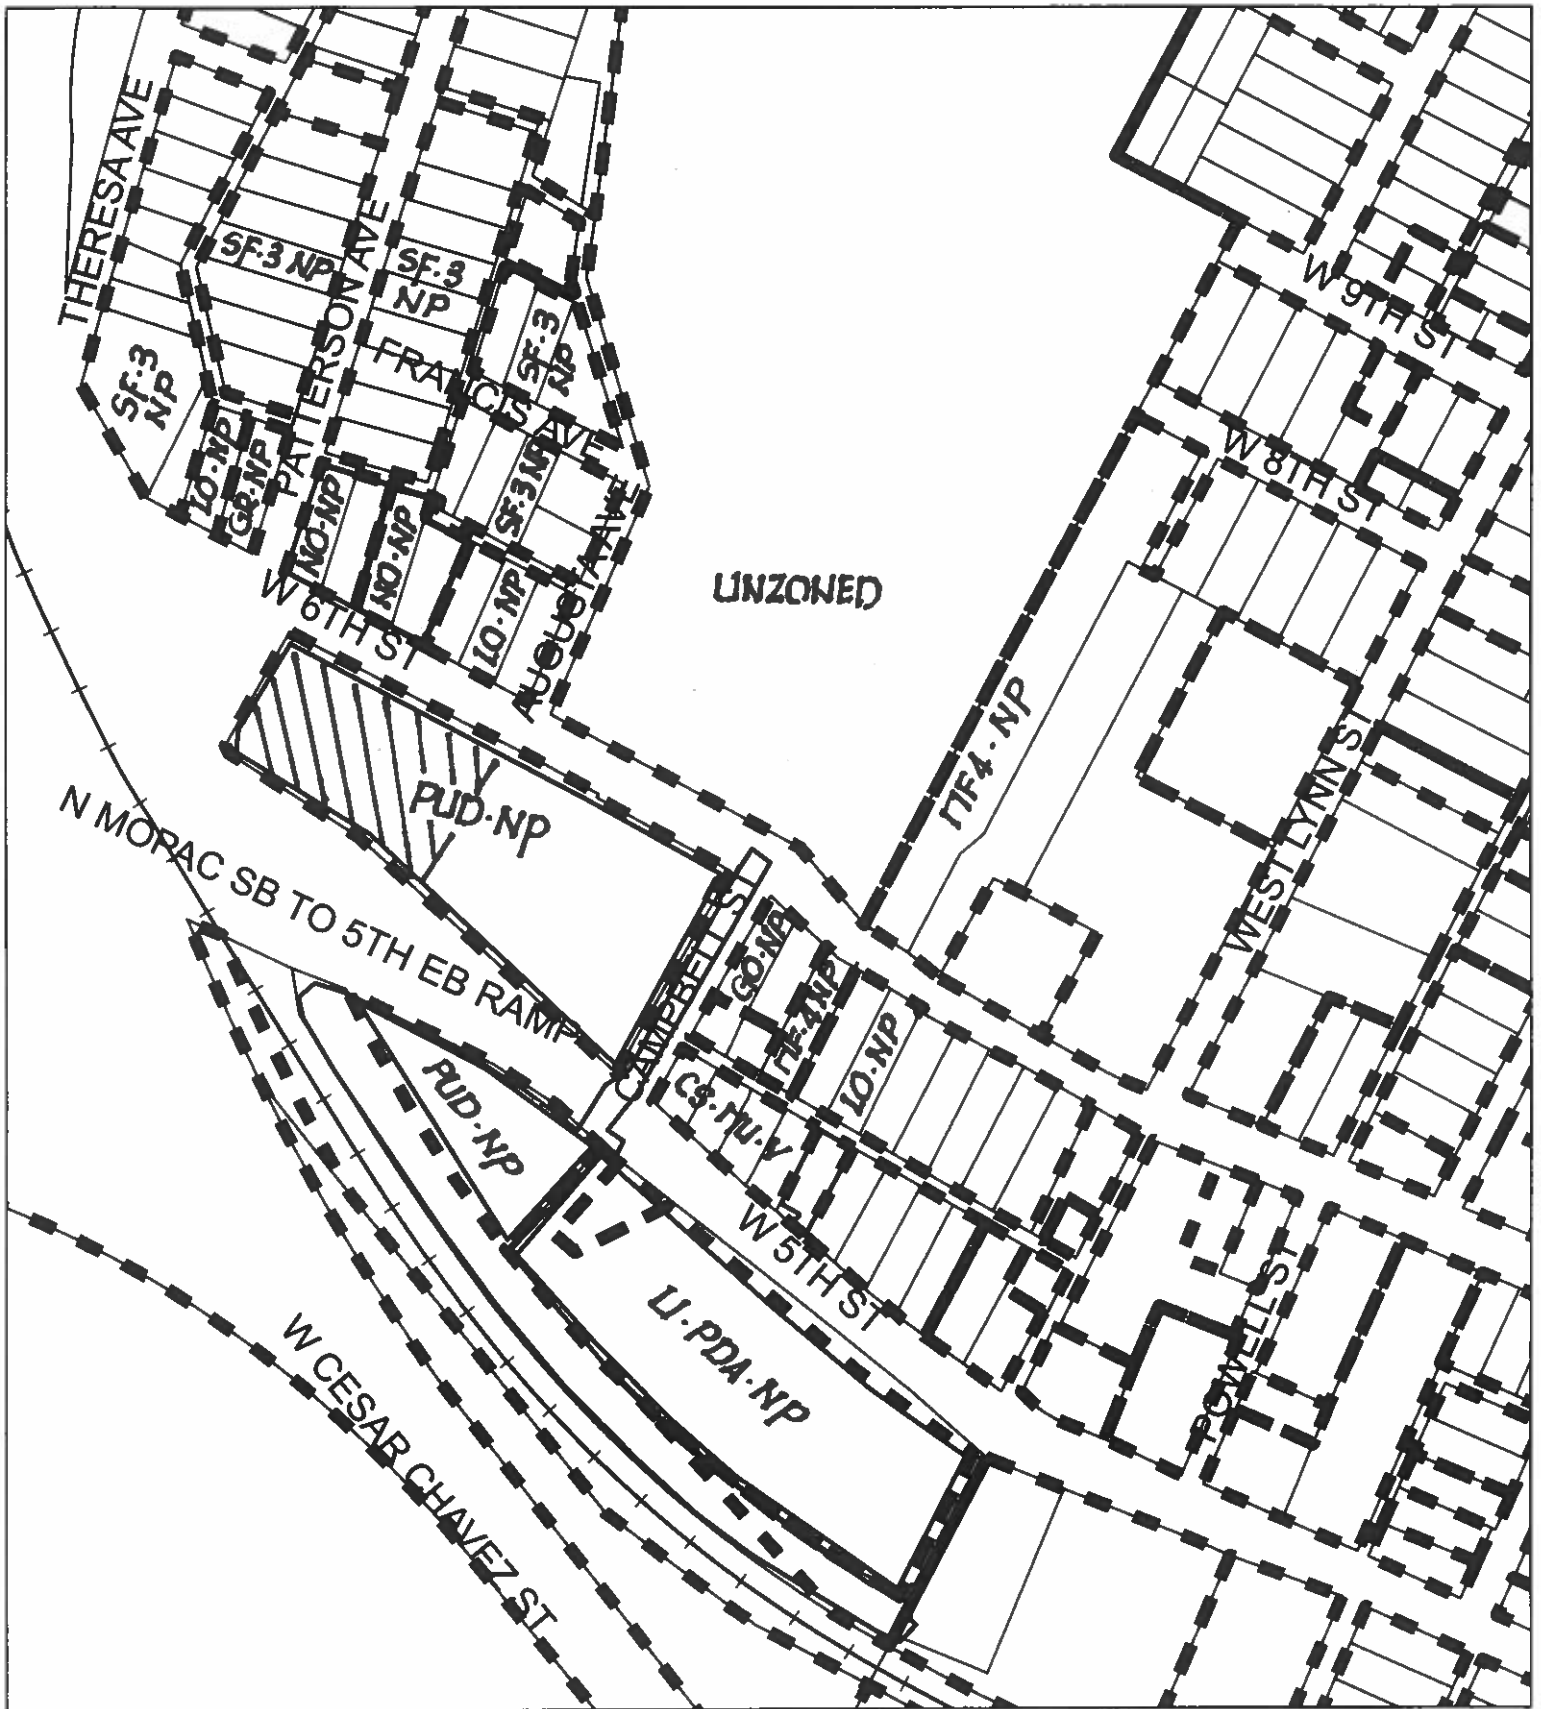 THERESA AVE
SF-3 NP
PATTERSON AVE
SF-3
NP
SF-3
NP
FRANCIS AVE
SF-3
NP
LO-NP
GR-NP
NO-NP
NO-NP
SF-3 NP
LO-NP
AUGUSTA AVE
W 6TH ST
UNZONED
W 9TH ST
W 8TH ST
MF4-NP
WEST LYNN ST
PUD-NP
N MOPAC SB TO 5TH EB RAMP
CAMPBELL ST
GO-NP
MF-4 NP
LO-NP
CS-MU-V
PUD-NP
W 5TH ST
LI-PDA-NP
POWELL ST
W CESAR CHAVEZ ST